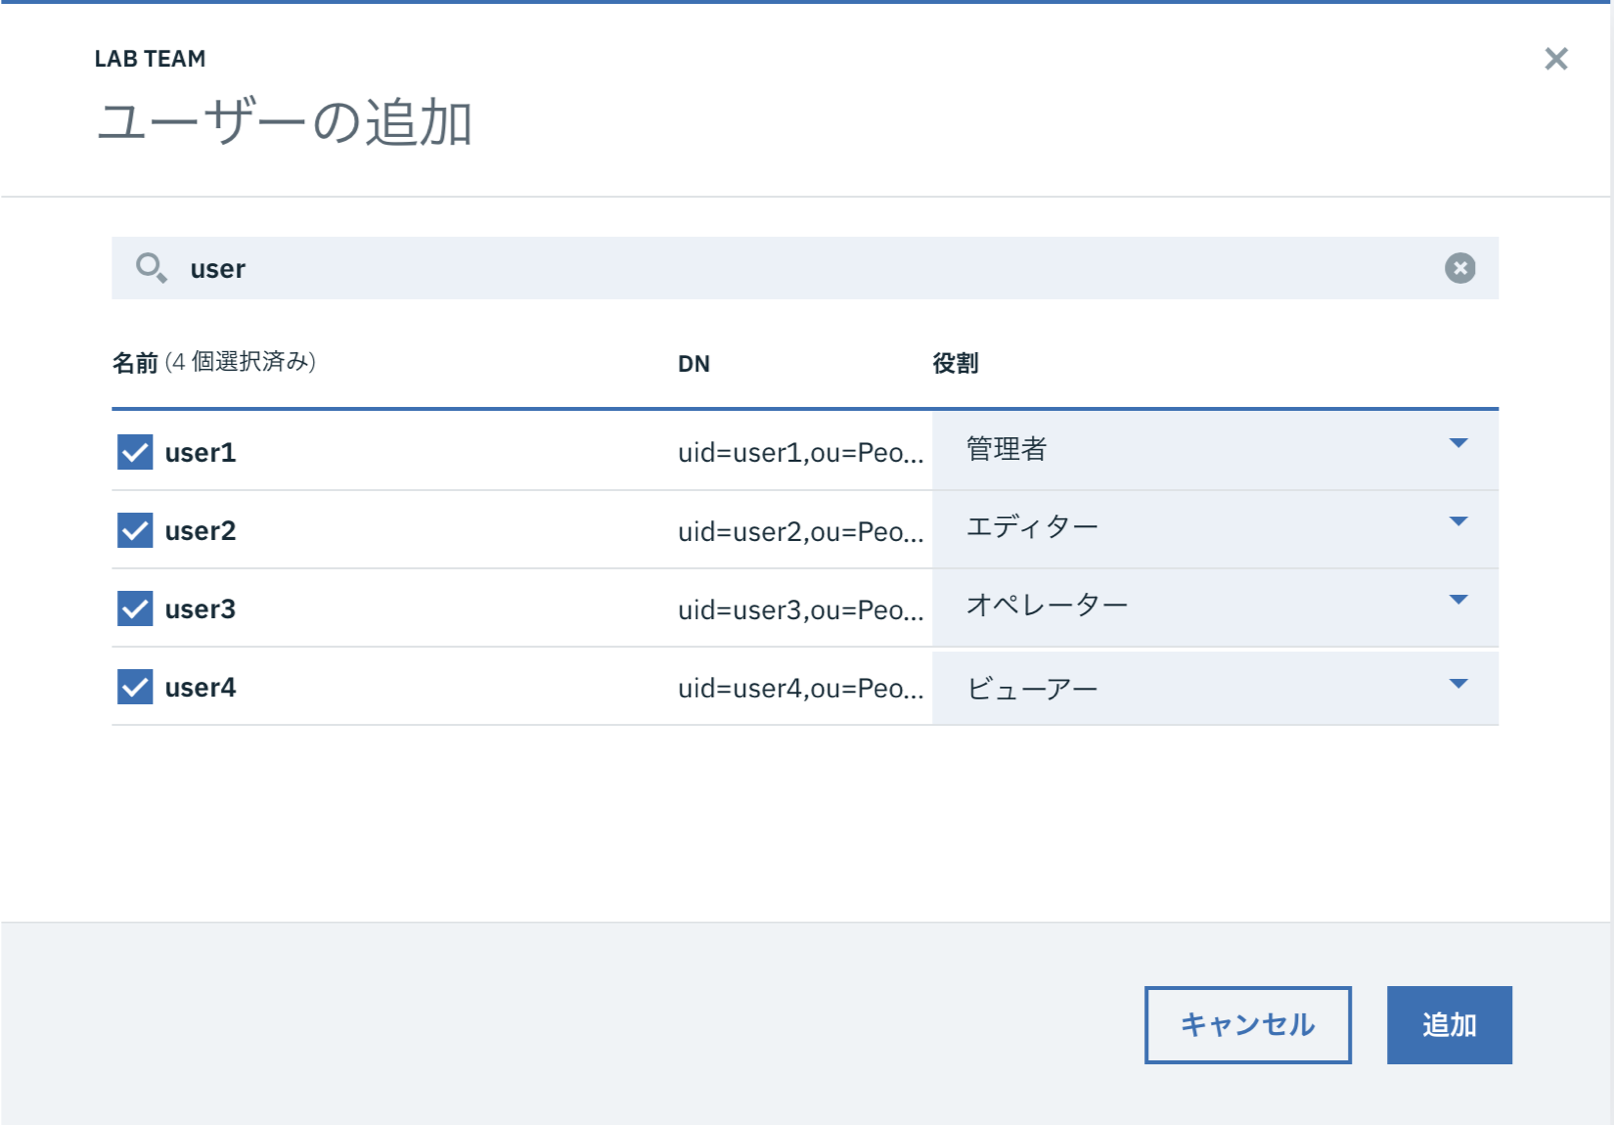 LAB TEAM
ユーザーの追加
user
名前 (4 個選択済み) DN 役割
user1 uid=user1,ou=Peo... 管理者
user2 uid=user2,ou=Peo... エディター
user3 uid=user3,ou=Peo... オペレーター
user4 uid=user4,ou=Peo... ビューアー
キャンセル 追加